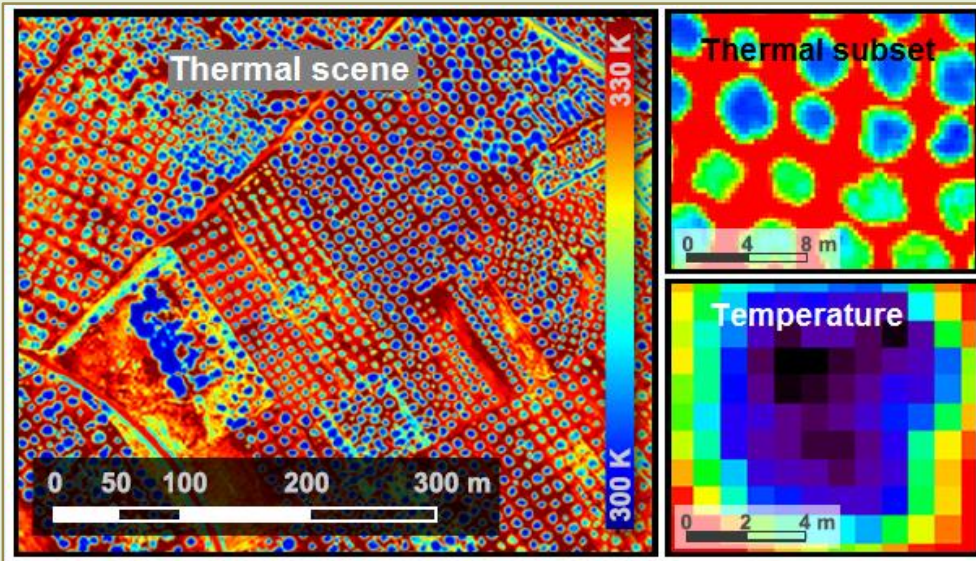 Thermal scene
330 K
300 K
0 50 100 200 300 m
Thermal subset
0 4 8 m
Temperature
0 2 4 m